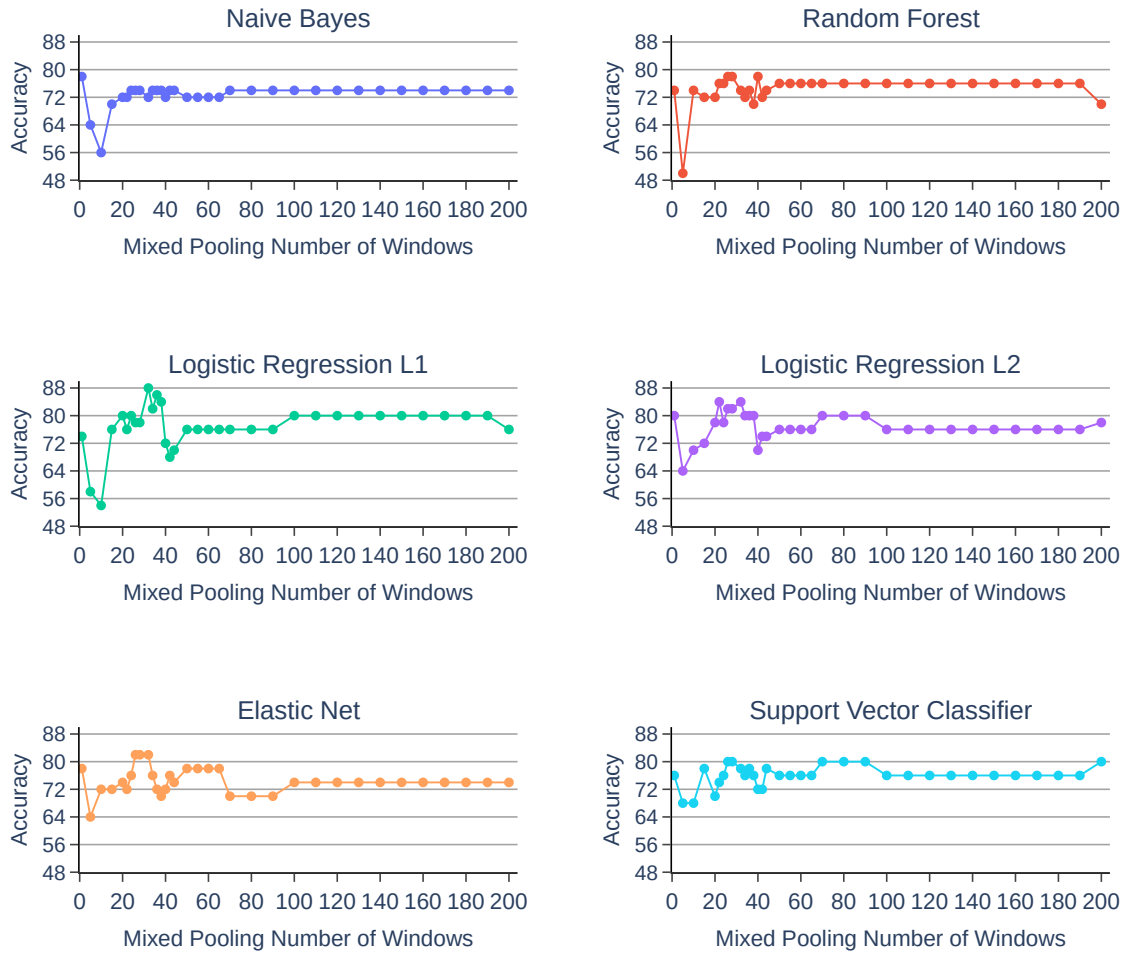 Naive Bayes
Accuracy
88
80
72
64
56
48
0 20 40 60 80 100 120 140 160 180 200
Mixed Pooling Number of Windows
Random Forest
Accuracy
88
80
72
64
56
48
0 20 40 60 80 100 120 140 160 180 200
Mixed Pooling Number of Windows
Logistic Regression L1
Accuracy
88
80
72
64
56
48
0 20 40 60 80 100 120 140 160 180 200
Mixed Pooling Number of Windows
Logistic Regression L2
Accuracy
88
80
72
64
56
48
0 20 40 60 80 100 120 140 160 180 200
Mixed Pooling Number of Windows
Elastic Net
Accuracy
88
80
72
64
56
48
0 20 40 60 80 100 120 140 160 180 200
Mixed Pooling Number of Windows
Support Vector Classifier
Accuracy
88
80
72
64
56
48
0 20 40 60 80 100 120 140 160 180 200
Mixed Pooling Number of Windows